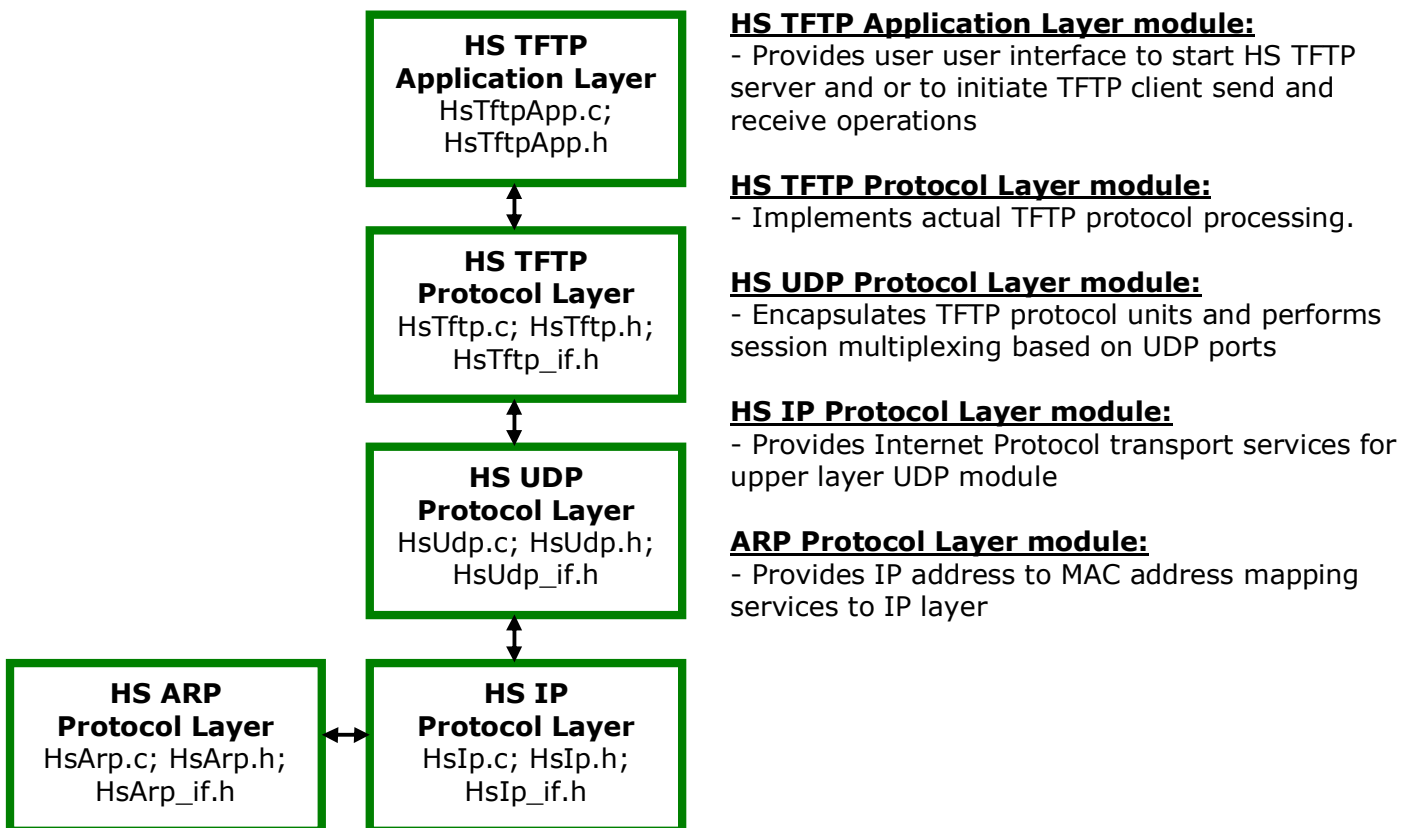 HS TFTP
Application Layer
HsTftpApp.c;
HsTftpApp.h
HS TFTP
Protocol Layer
HsTftp.c; HsTftp.h;
HsTftp_if.h
HS UDP
Protocol Layer
HsUdp.c; HsUdp.h;
HsUdp_if.h
HS ARP
Protocol Layer
HsArp.c; HsArp.h;
HsArp_if.h
HS IP
Protocol Layer
HsIp.c; HsIp.h;
HsIp_if.h
HS TFTP Application Layer module:
- Provides user user interface to start HS TFTP
server and or to initiate TFTP client send and
receive operations
HS TFTP Protocol Layer module:
- Implements actual TFTP protocol processing.
HS UDP Protocol Layer module:
- Encapsulates TFTP protocol units and performs
session multiplexing based on UDP ports
HS IP Protocol Layer module:
- Provides Internet Protocol transport services for
upper layer UDP module
ARP Protocol Layer module:
- Provides IP address to MAC address mapping
services to IP layer